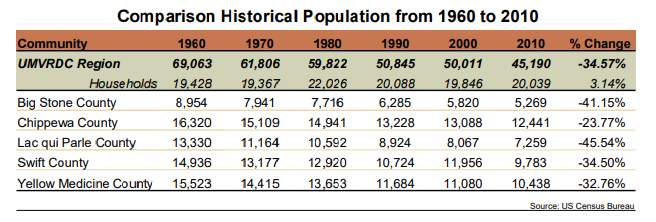 Comparison Historical Population from 1960 to 2010
Community 1960 1970 1980 1990 2000 2010 % Change
UMVRDC Region 69,063 61,806 59,822 50,845 50,011 45,190 -34.57%
Households 19,428 19,367 22,026 20,088 19,846 20,039 3.14%
Big Stone County 8,954 7,941 7,716 6,285 5,820 5,269 -41.15%
Chippewa County 16,320 15,109 14,941 13,228 13,088 12,441 -23.77%
Lac qui Parle County 13,330 11,164 10,592 8,924 8,067 7,259 -45.54%
Swift County 14,936 13,177 12,920 10,724 11,956 9,783 -34.50%
Yellow Medicine County 15,523 14,415 13,653 11,684 11,080 10,438 -32.76%
Source: US Census Bureau